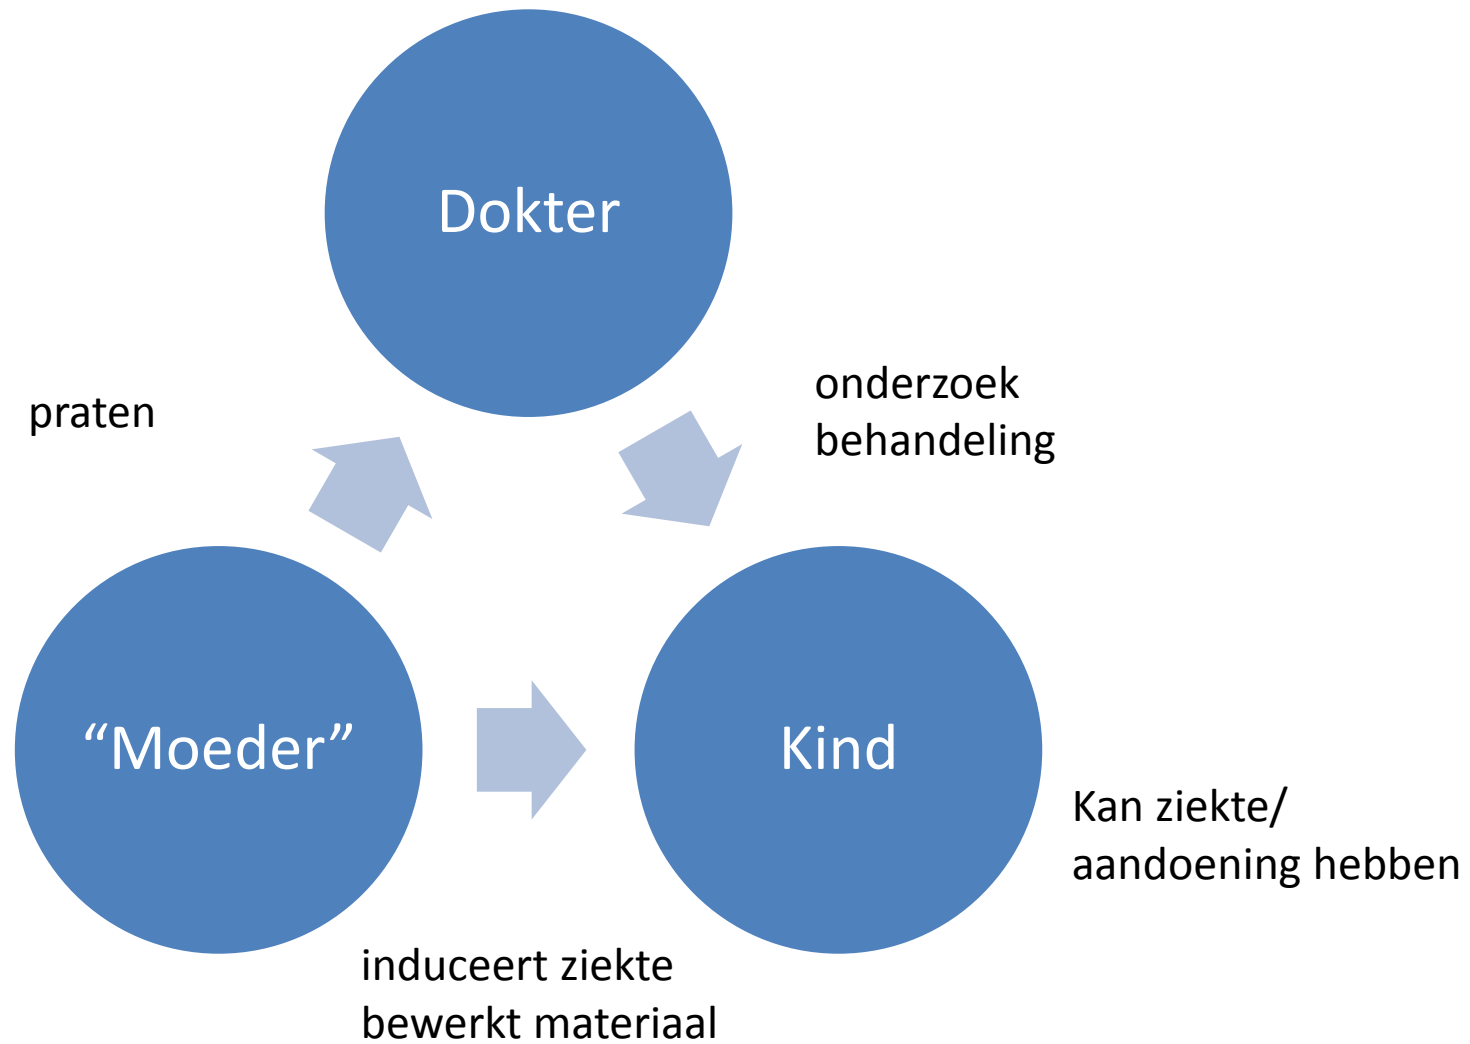 Dokter
praten
onderzoek
behandeling
“Moeder”
Kind
Kan ziekte/
aandoening hebben
induceert ziekte
bewerkt materiaal